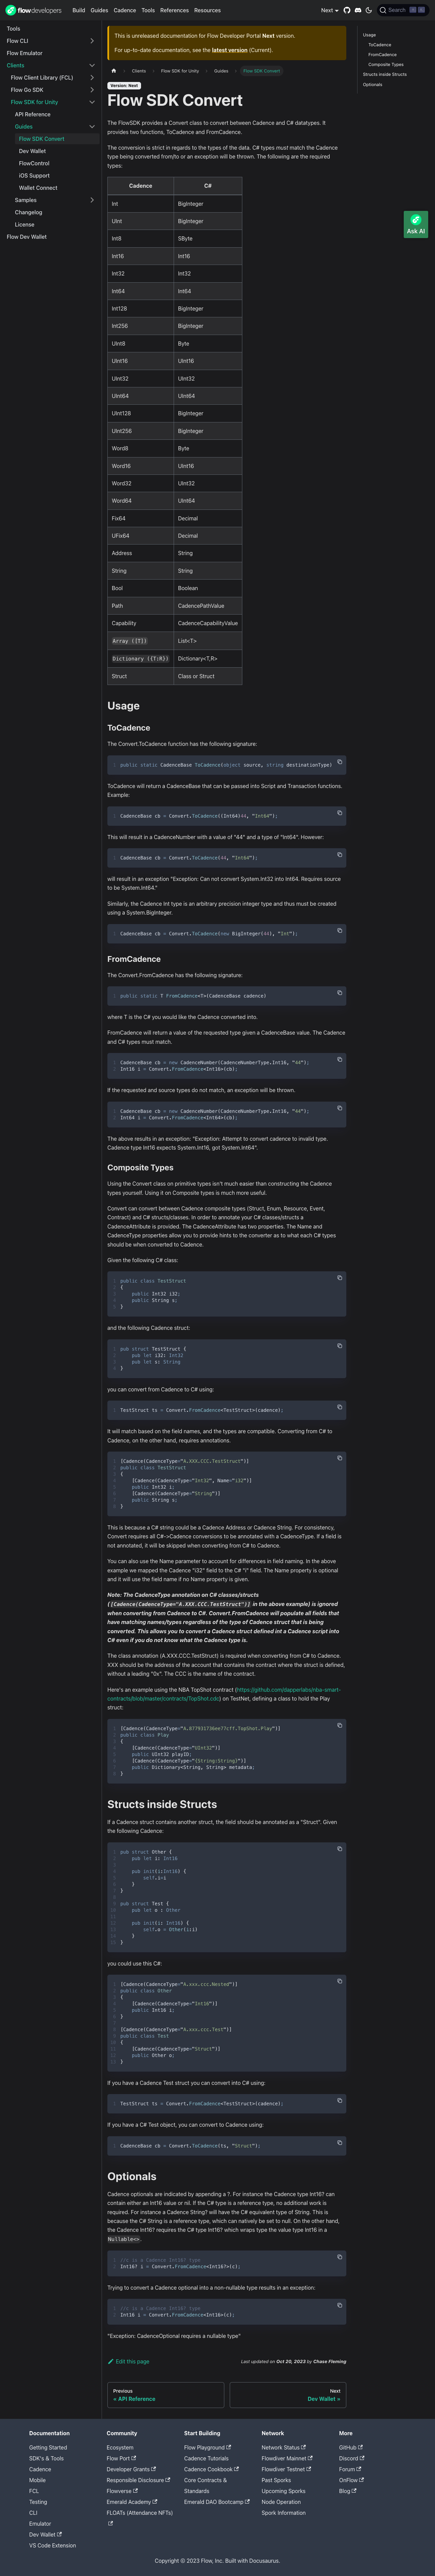 flowdevelopers
Build
Guides
Cadence
Tools
References
Resources
Next
Search
Tools
Flow CLI
Flow Emulator
Clients
Flow Client Library (FCL)
Flow Go SDK
Flow SDK for Unity
API Reference
Guides
Flow SDK Convert
Dev Wallet
FlowControl
iOS Support
Wallet Connect
Samples
Changelog
License
Flow Dev Wallet
This is unreleased documentation for Flow Developer Portal Next version.
For up-to-date documentation, see the latest version (Current).
Clients
Flow SDK for Unity
Guides
Flow SDK Convert
Version: Next
Flow SDK Convert
The FlowSDK provides a Convert class to convert between Cadence and C# datatypes. It
provides two functions, ToCadence and FromCadence.
The conversion is strict in regards to the types of the data. C# types must match the Cadence
type being converted from/to or an exception will be thrown. The following are the required
types:
Cadence C#
Int BigInteger
UInt BigInteger
Int8 SByte
Int16 Int16
Int32 Int32
Int64 Int64
Int128 BigInteger
Int256 BigInteger
UInt8 Byte
UInt16 UInt16
UInt32 UInt32
UInt64 UInt64
UInt128 BigInteger
UInt256 BigInteger
Word8 Byte
Word16 UInt16
Word32 UInt32
Word64 UInt64
Fix64 Decimal
UFix64 Decimal
Address String
String String
Bool Boolean
Path CadencePathValue
Capability CadenceCapabilityValue
Array ([T]) List<T>
Dictionary ({T:R}) Dictionary<T,R>
Struct Class or Struct
Usage
ToCadence
The Convert.ToCadence function has the following signature:
public static CadenceBase ToCadence(object source, string destinationType)
ToCadence will return a CadenceBase that can be passed into Script and Transaction functions.
Example:
CadenceBase cb = Convert.ToCadence((Int64)44, "Int64");
This will result in a CadenceNumber with a value of "44" and a type of "Int64". However:
CadenceBase cb = Convert.ToCadence(44, "Int64");
will result in an exception "Exception: Can not convert System.Int32 into Int64. Requires source
to be System.Int64."
Similarly, the Cadence Int type is an arbitrary precision integer type and thus must be created
using a System.BigInteger.
CadenceBase cb = Convert.ToCadence(new BigInteger(44), "Int");
FromCadence
The Convert.FromCadence has the following signature:
public static T FromCadence<T>(CadenceBase cadence)
where T is the C# you would like the Cadence converted into.
FromCadence will return a value of the requested type given a CadenceBase value. The Cadence
and C# types must match.
CadenceBase cb = new CadenceNumber(CadenceNumberType.Int16, "44");
Int16 i = Convert.FromCadence<Int16>(cb);
If the requested and source types do not match, an exception will be thrown.
CadenceBase cb = new CadenceNumber(CadenceNumberType.Int16, "44");
Int64 i = Convert.FromCadence<Int64>(cb);
The above results in an exception: "Exception: Attempt to convert cadence to invalid type.
Cadence type Int16 expects System.Int16, got System.Int64".
Composite Types
Using the Convert class on primitive types isn't much easier than constructing the Cadence
types yourself. Using it on Composite types is much more useful.
Convert can convert between Cadence composite types (Struct, Enum, Resource, Event,
Contract) and C# structs/classes. In order to annotate your C# classes/structs a
CadenceAttribute is provided. The CadenceAttribute has two properties. The Name and
CadenceType properties allow you to provide hints to the converter as to what each C# types
should be when converted to Cadence.
Given the following C# class:
public class TestStruct
{
public Int32 i32;
public String s;
}
and the following Cadence struct:
pub struct TestStruct {
pub let i32: Int32
pub let s: String
}
you can convert from Cadence to C# using:
TestStruct ts = Convert.FromCadence<TestStruct>(cadence);
It will match based on the field names, and the types are compatible. Converting from C# to
Cadence, on the other hand, requires annotations.
[Cadence(CadenceType="A.XXX.CCC.TestStruct")]
public class TestStruct
{
[Cadence(CadenceType="Int32", Name="i32")]
public Int32 i;
[Cadence(CadenceType="String")]
public String s;
}
This is because a C# string could be a Cadence Address or Cadence String. For consistency,
Convert requires all C#->Cadence conversions to be annotated with a CadenceType. If a field is
not annotated, it will be skipped when converting from C# to Cadence.
You can also use the Name parameter to account for differences in field naming. In the above
example we mapped the Cadence "i32" field to the C# "i" field. The Name property is optional
and it will use the field name if no Name property is given.
Note: The CadenceType annotation on C# classes/structs
([Cadence(CadenceType="A.XXX.CCC.TestStruct")] in the above example) is ignored
when converting from Cadence to C#. Convert.FromCadence will populate all fields that
have matching names/types regardless of the type of the Cadence struct that is being
converted. This allows you to convert a Cadence struct defined int a Cadence script into
C# even if you do not know what the Cadence type is.
The class annotation (A.XXX.CCC.TestStruct) is required when converting from C# to Cadence.
XXX should be the address of the account that contains the contract where the struct is defined,
without a leading "0x". The CCC is the name of the contract.
Here's an example using the NBA TopShot contract (https://github.com/dapperlabs/nba-smart-
contracts/blob/master/contracts/TopShot.cdc) on TestNet, defining a class to hold the Play
struct:
[Cadence(CadenceType="A.877931736ee77cff.TopShot.Play")]
public class Play
{
[Cadence(CadenceType="UInt32")]
public UInt32 playID;
[Cadence(CadenceType="{String:String}")]
public Dictionary<String, String> metadata;
}
Structs inside Structs
If a Cadence struct contains another struct, the field should be annotated as a "Struct". Given
the following Cadence:
pub struct Other {
pub let i: Int16
pub init(i:Int16) {
self.i=i
}
}
pub struct Test {
pub let o : Other
pub init(i: Int16) {
self.o = Other(i:i)
}
}
you could use this C#:
[Cadence(CadenceType="A.xxx.ccc.Nested")]
public class Other
{
[Cadence(CadenceType="Int16")]
public Int16 i;
}
[Cadence(CadenceType="A.xxx.ccc.Test")]
public class Test
{
[Cadence(CadenceType="Struct")]
public Other o;
}
If you have a Cadence Test struct you can convert into C# using:
TestStruct ts = Convert.FromCadence<TestStruct>(cadence);
If you have a C# Test object, you can convert to Cadence using:
CadenceBase cb = Convert.ToCadence(ts, "Struct");
Optionals
Cadence optionals are indicated by appending a ?. For instance the Cadence type Int16? can
contain either an Int16 value or nil. If the C# type is a reference type, no additional work is
required. For instance a Cadence String? will have the C# equivalent type of String. This is
because the C# String is a reference type, which can natively be set to null. On the other hand,
the Cadence Int16? requires the C# type Int16? which wraps the value type Int16 in a
Nullable<>.
//c is a Cadence Int16? type
Int16? i = Convert.FromCadence<Int16?>(c);
Trying to convert a Cadence optional into a non-nullable type results in an exception:
//c is a Cadence Int16? type
Int16 i = Convert.FromCadence<Int16>(c);
"Exception: CadenceOptional requires a nullable type"
Edit this page
Last updated on Oct 20, 2023 by Chase Fleming
Previous
« API Reference
Next
Dev Wallet »
Usage
ToCadence
FromCadence
Composite Types
Structs inside Structs
Optionals
Ask AI
Documentation
Getting Started
SDK's & Tools
Cadence
Mobile
FCL
Testing
CLI
Emulator
Dev Wallet
VS Code Extension
Community
Ecosystem
Flow Port
Developer Grants
Responsible Disclosure
Flowverse
Emerald Academy
FLOATs (Attendance NFTs)
Start Building
Flow Playground
Cadence Tutorials
Cadence Cookbook
Core Contracts &
Standards
Emerald DAO Bootcamp
Network
Network Status
Flowdiver Mainnet
Flowdiver Testnet
Past Sporks
Upcoming Sporks
Node Operation
Spork Information
More
GitHub
Discord
Forum
OnFlow
Blog
Copyright © 2023 Flow, Inc. Built with Docusaurus.